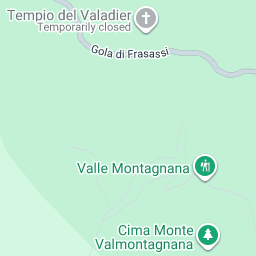 Tempio del Valadier
Temporarily closed
Gola di Frasassi
Valle Montagnana
Cima Monte
Valmontagnana